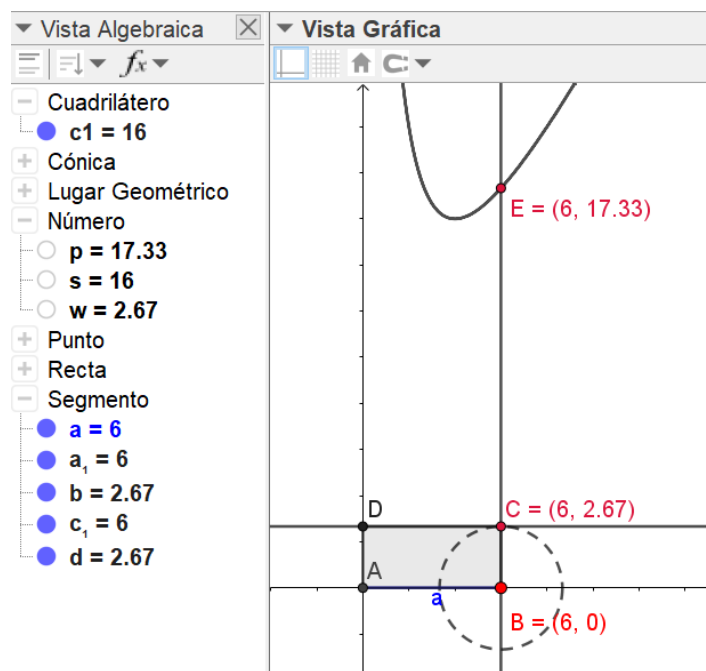 Vista Algebraica
fx
Cuadrilátero
c1 = 16
Cónica
Lugar Geométrico
Número
p = 17.33
s = 16
w = 2.67
Punto
Recta
Segmento
a = 6
a₁ = 6
b = 2.67
c₁ = 6
d = 2.67
Vista Gráfica
E = (6, 17.33)
D
C = (6, 2.67)
A
a
B = (6, 0)